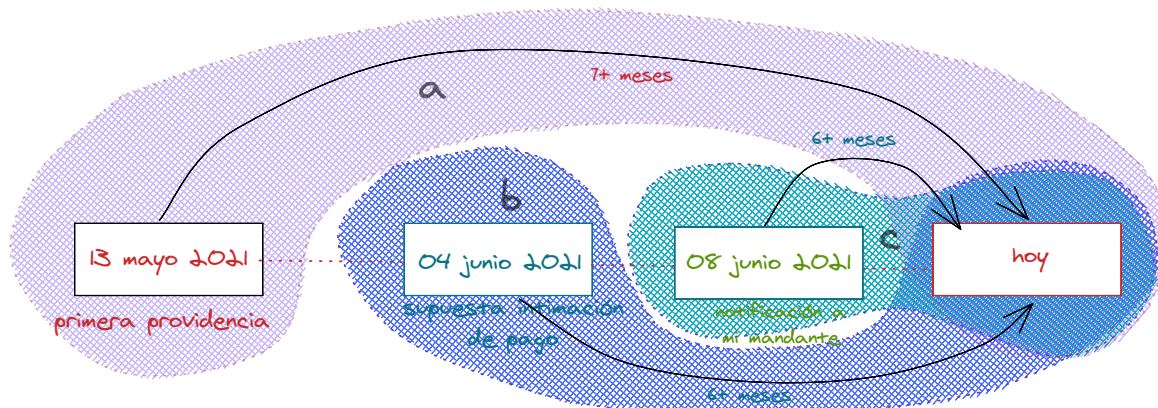 7+ meses
a
6+ meses
b
c
13 mayo 2021
04 junio 2021
08 junio 2021
hoy
primera providencia
supuesta intimación
de pago
notificación a
mi mandante
6+ meses